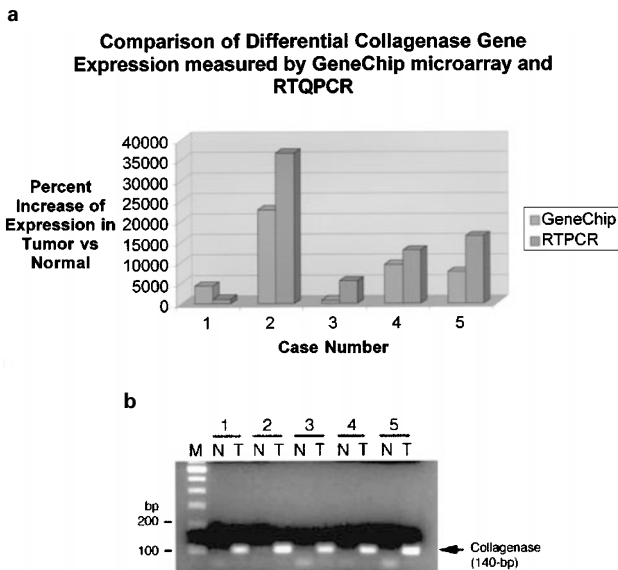 a
Comparison of Differential Collagenase Gene
Expression measured by GeneChip microarray and
RTQPCR
Percent
Increase of
Expression in
Tumor vs
Normal
40000
35000
30000
25000
20000
15000
10000
5000
0
GeneChip
RTPCR
1 2 3 4 5
Case Number
b
1 2 3 4 5
M N T N T N T N T N T
bp
200
100
Collagenase
(140-bp)